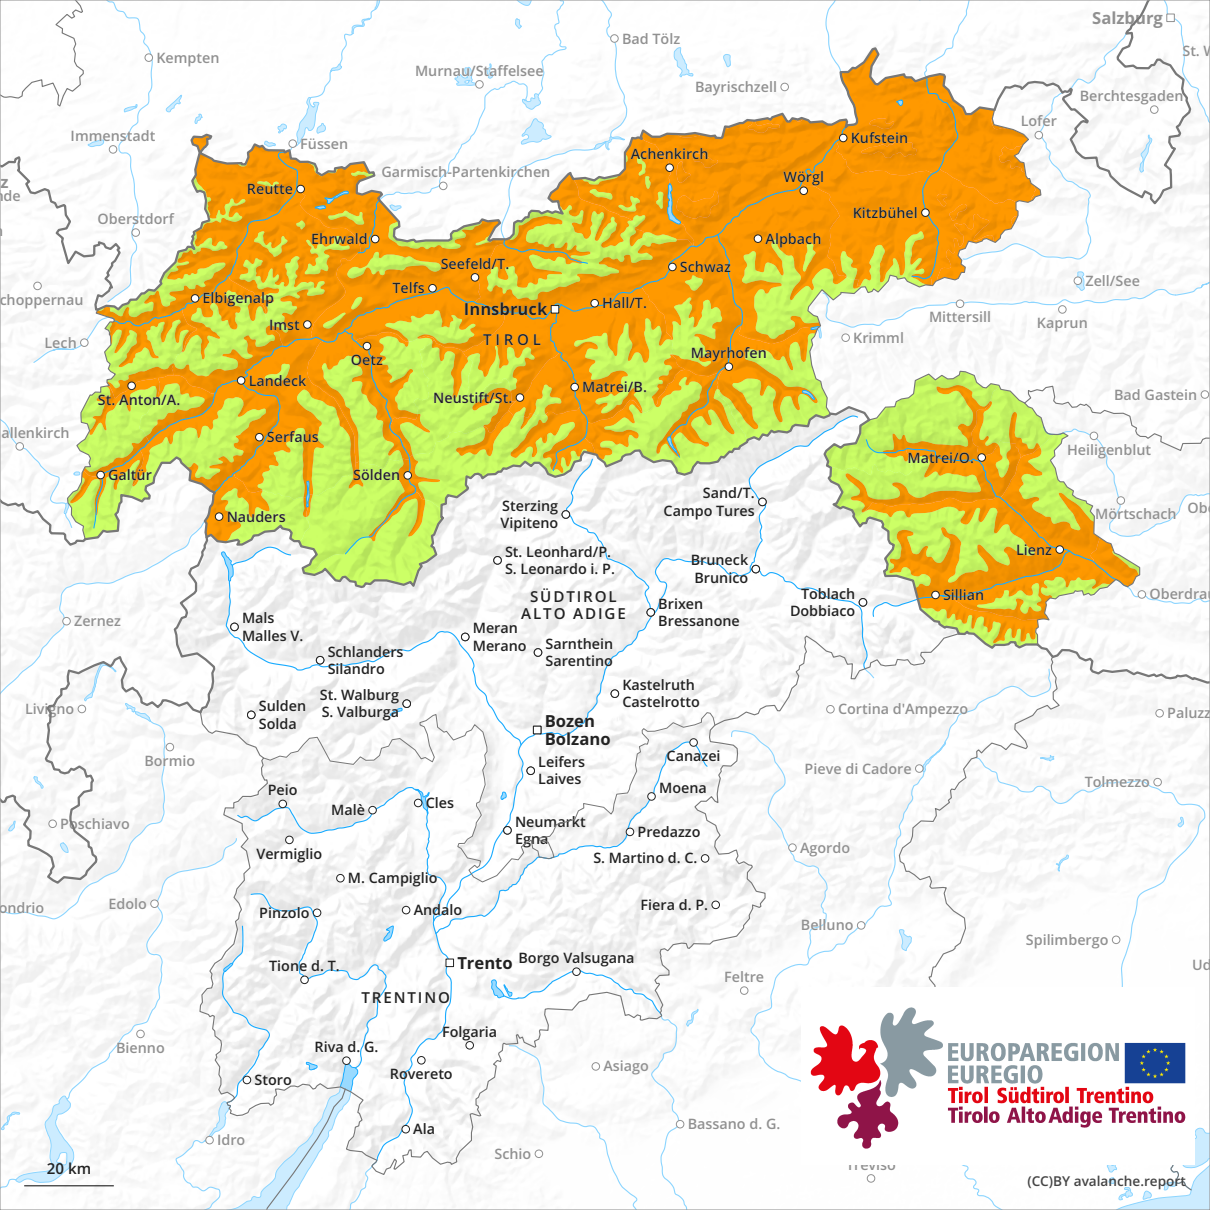 Salzburg
Kempten
Bad Tölz
St. W
Murnau/Staffelsee
Bayrischzell
Berchtesgaden
Lofer
Immenstadt
Füssen
Kufstein
Achenkirch
Garmisch-Partenkirchen
Wörgl
z
nde
Reutte
Oberstdorf
Kitzbühel
Ehrwald
Alpbach
Seefeld/T.
Schwaz
Zell/See
choppernau
Telfs
Elbigenalp
Innsbruck
Hall/T.
Mittersill
Kaprun
Imst
TIROL
Krimml
Lech
Oetz
Mayrhofen
Landeck
Matrei/B.
St. Anton/A.
Neustift/St.
Bad Gastein
allenkirch
Serfaus
Heiligenblut
Matrei/O.
Galtür
Sölden
Sand/T.
Campo Tures
Sterzing
Vipiteno
Nauders
Mörtschach
Obe
St. Leonhard/P.
S. Leonardo i. P.
Bruneck
Brunico
Lienz
SÜDTIROL
ALTO ADIGE
Toblach
Dobbiaco
Sillian
Oberdrau
Brixen
Bressanone
Zernez
Mals
Malles V.
Meran
Merano
Sarnthein
Sarentino
Schlanders
Silandro
Kastelruth
Castelrotto
St. Walburg
S. Valburga
Livigno
Sulden
Solda
Cortina d'Ampezzo
Paluzz
Bozen
Bolzano
Bormio
Canazei
Leifers
Laives
Pieve di Cadore
Tolmezzo
Peio
Moena
Malè
Cles
Poschiavo
Neumarkt
Egna
Predazzo
Vermiglio
S. Martino d. C.
Agordo
M. Campiglio
Edolo
ondrio
Pinzolo
Andalo
Fiera d. P.
Belluno
Spilimbergo
Tione d. T.
Trento
Borgo Valsugana
Ud
Feltre
TRENTINO
Folgaria
Bienno
Riva d. G.
Rovereto
Asiago
Storo
EUROPAREGION
EUREGIO
Tirol Südtirol Trentino
Tirolo Alto Adige Trentino
Ala
Bassano d. G.
Idro
Schio
Treviso
20 km
(CC)BY avalanche.report